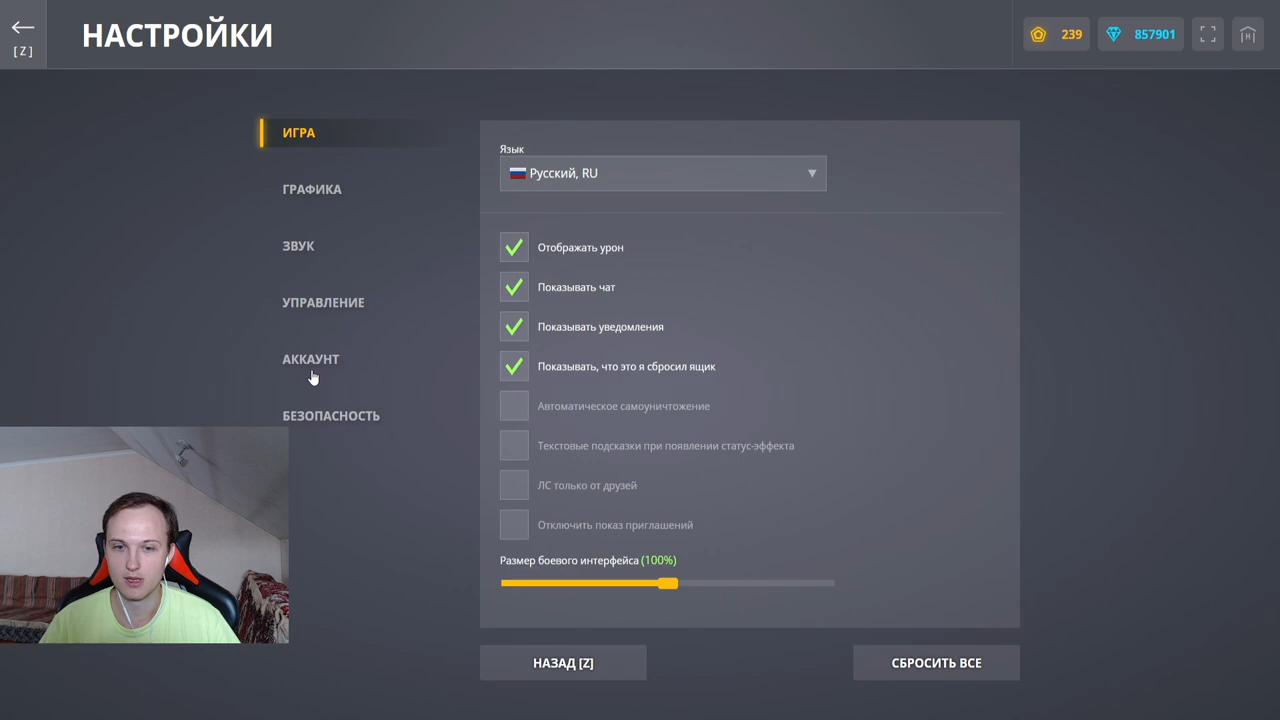 НАСТРОЙКИ
[Z]
239
857901
[H]
ИГРА
ГРАФИКА
ЗВУК
УПРАВЛЕНИЕ
АККАУНТ
БЕЗОПАСНОСТЬ
Язык
Русский, RU
Отображать урон
Показывать чат
Показывать уведомления
Показывать, что это я сбросил ящик
Автоматическое самоуничтожение
Текстовые подсказки при появлении статус-эффекта
ЛС только от друзей
Отключить показ приглашений
Размер боевого интерфейса (100%)
НАЗАД [Z]
СБРОСИТЬ ВСЕ